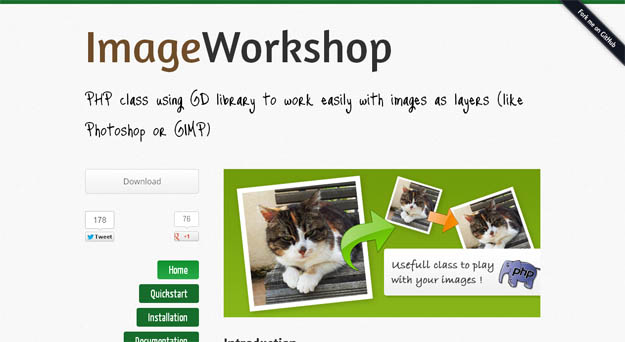 Fork me on GitHub
ImageWorkshop
PHP class using GD library to work easily with images as layers (like
Photoshop or GIMP)
Download
178
76
Tweet
+1
Home
Quickstart
Installation
Documentation
Usefull class to play
with your images !
php
Introduction